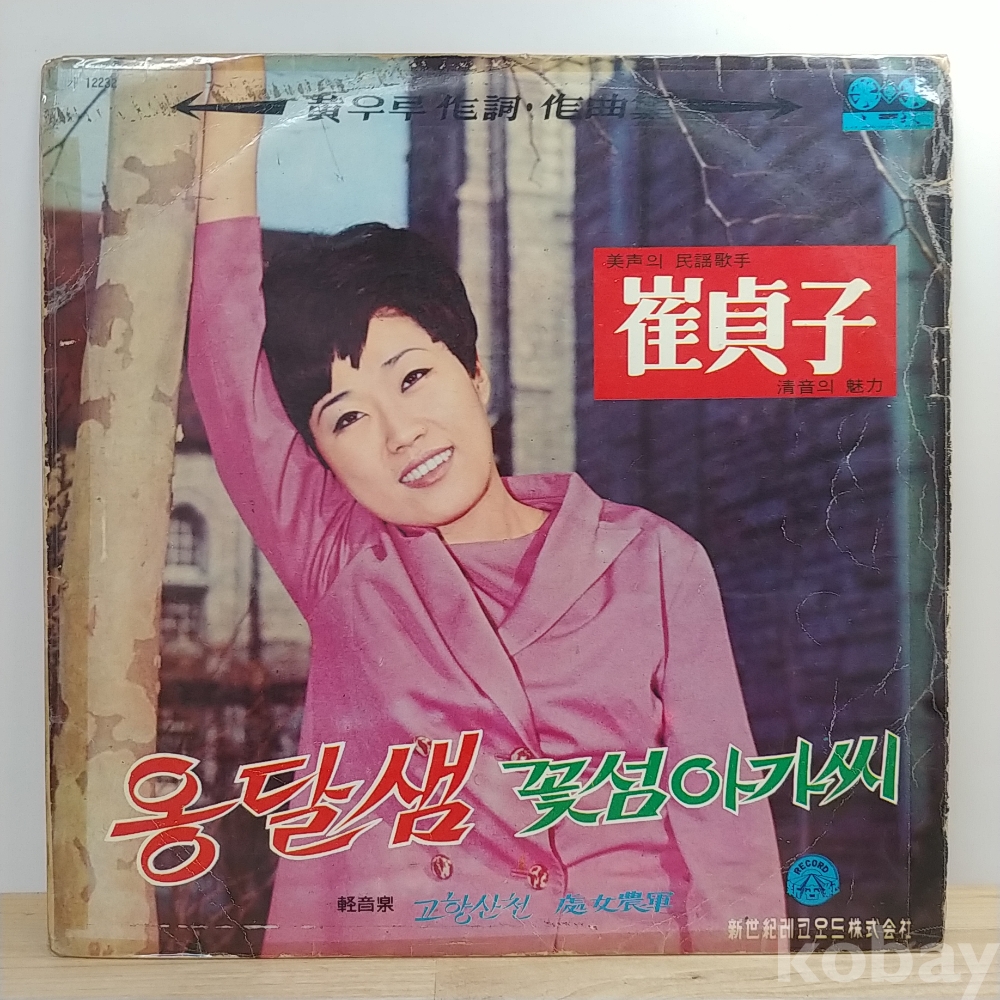 12232
黃우루 作詞·作曲集
美声의 民謡歌手
崔貞子
清音의 魅力
옹달샘 꽃섬아가씨
RECORD
軽音楽 고향산천 處女農軍
新世紀레코오드株式会社
kobay